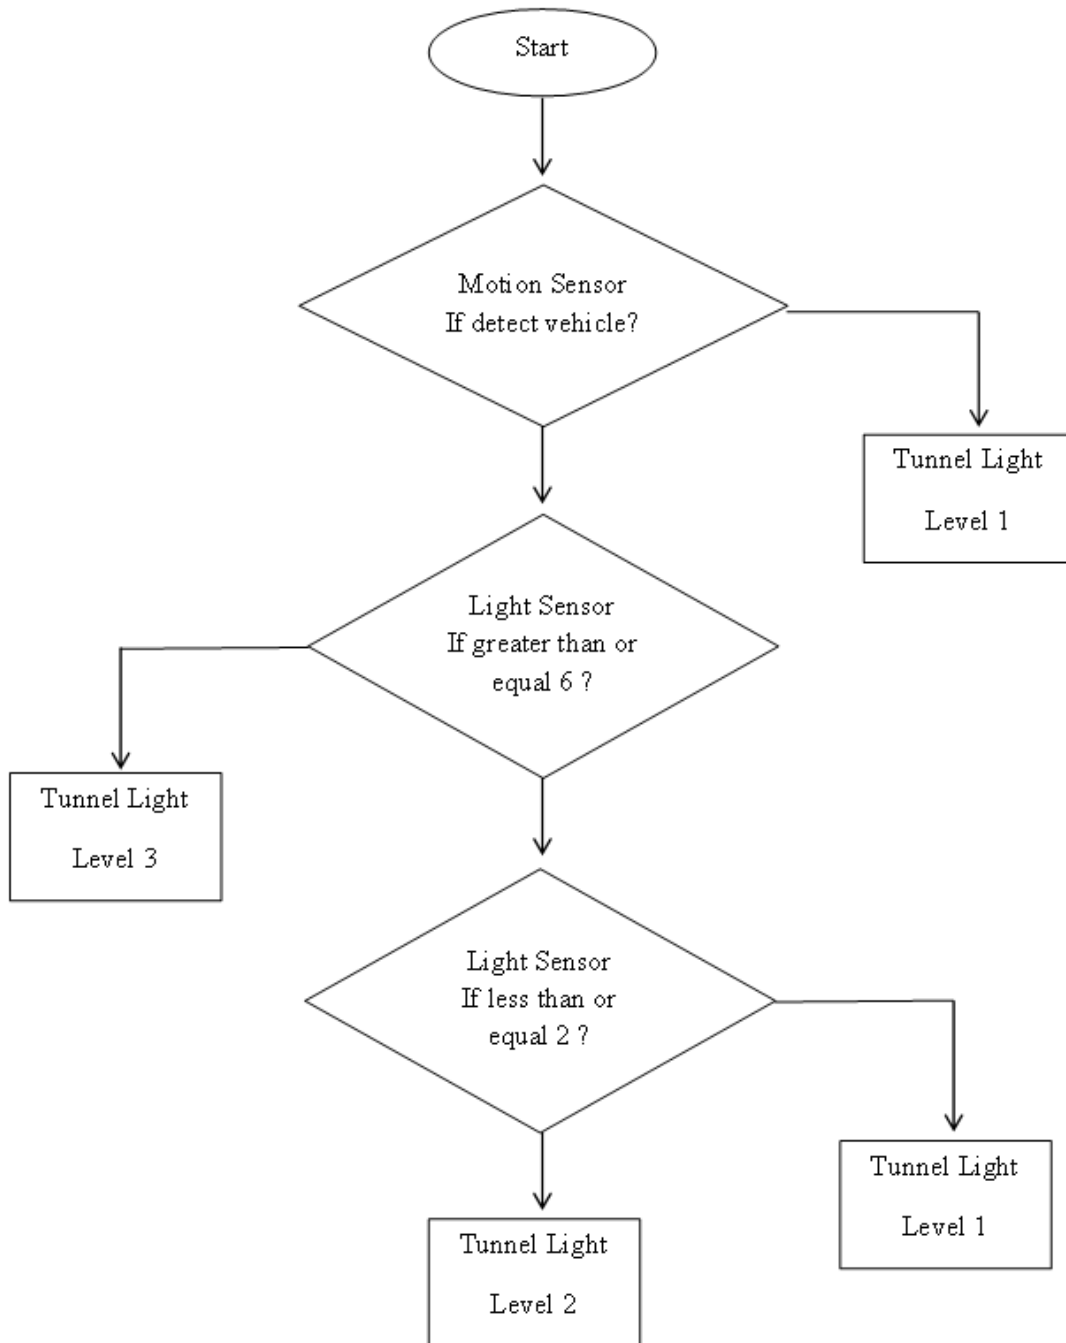 Start
Motion Sensor
If detect vehicle?
Tunnel Light
Level 1
Light Sensor
If greater than or
equal 6 ?
Tunnel Light
Level 3
Light Sensor
If less than or
equal 2 ?
Tunnel Light
Level 1
Tunnel Light
Level 2